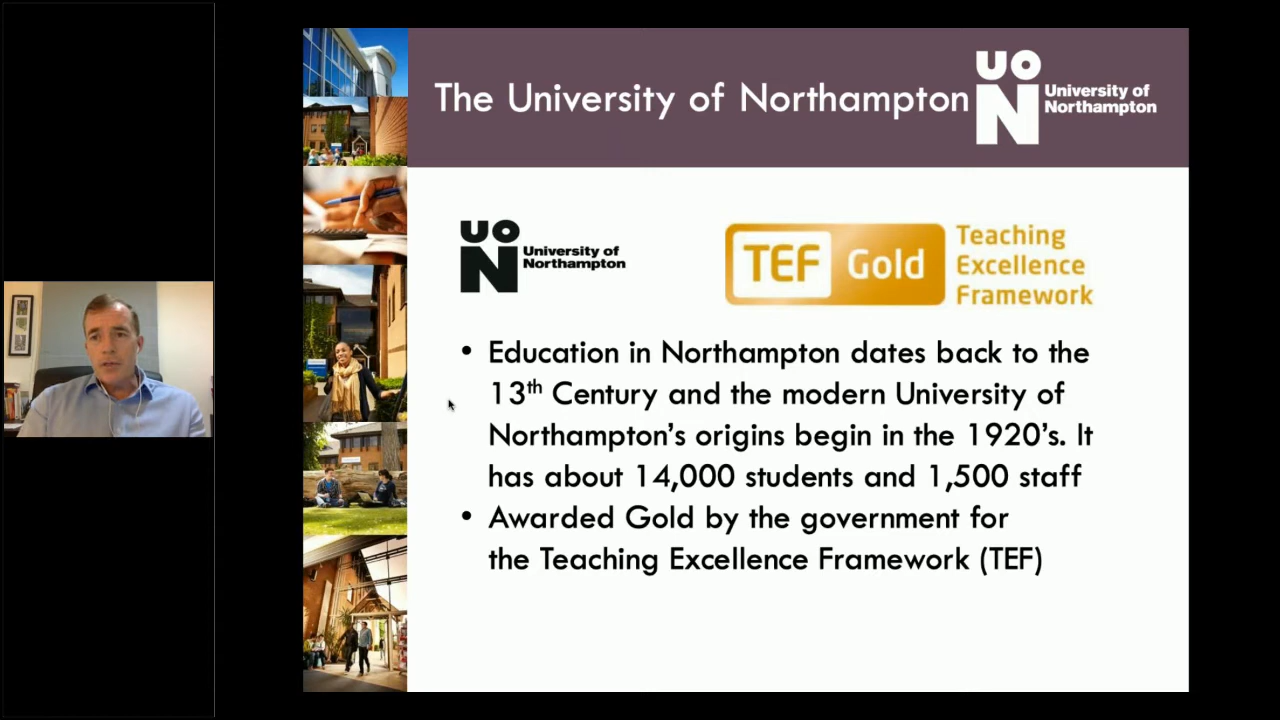 The University of Northampton
UO
N
University of
Northampton
UO
N
University of
Northampton
TEF Gold
Teaching
Excellence
Framework
• Education in Northampton dates back to the
13th Century and the modern University of
Northampton’s origins begin in the 1920’s. It
has about 14,000 students and 1,500 staff
• Awarded Gold by the government for
the Teaching Excellence Framework (TEF)